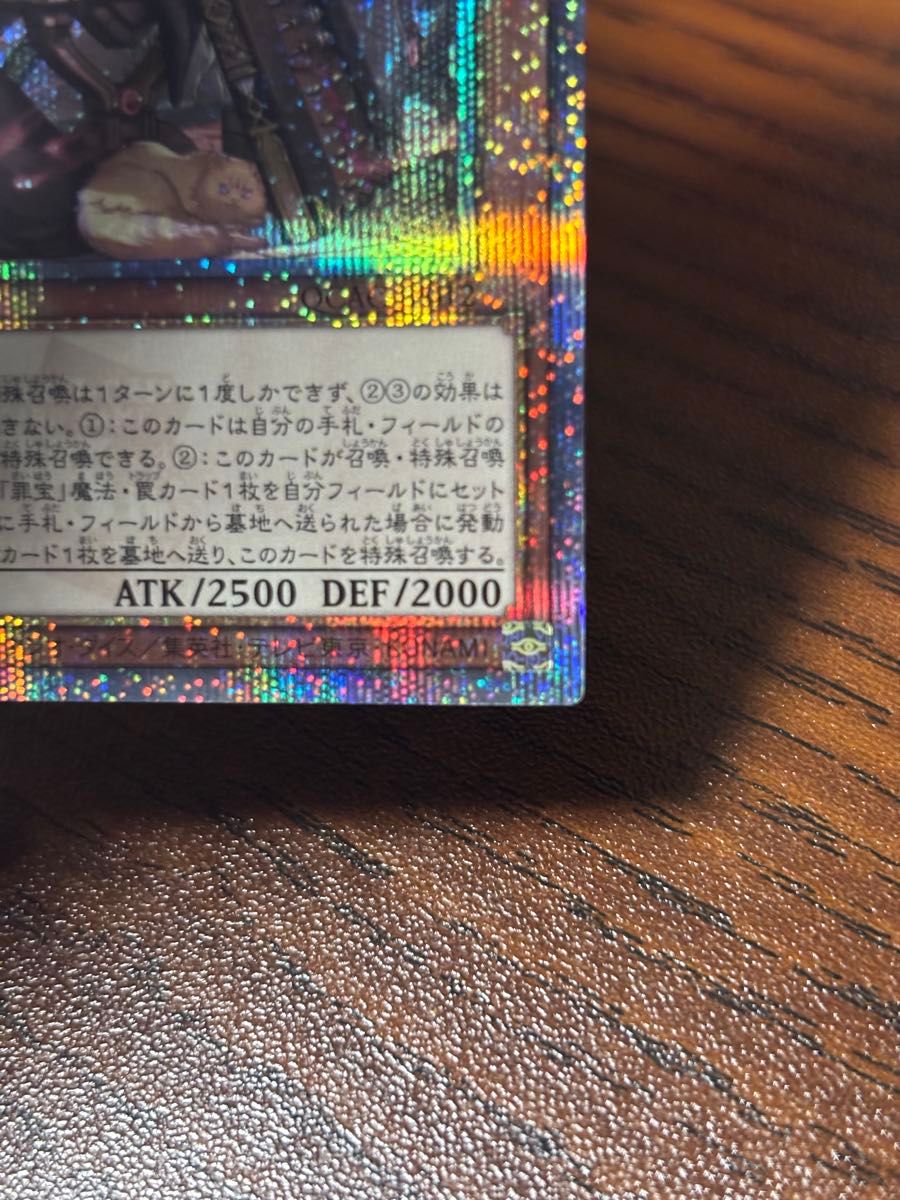 殊召喚は1ターンに1度しかできず、②③の効果は
きない。①：このカードは自分の手札・フィールドの
特殊召喚できる。②：このカードが召喚・特殊召喚
「罪宝」魔法・罠カード1枚を自分フィールドにセット
に手札・フィールドから墓地へ送られた場合に発動
カード1枚を墓地へ送り、このカードを特殊召喚する。
ATK/2500 DEF/2000
ダイス／集英社・テレビ東京・KONAMI